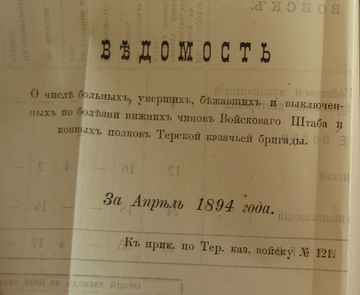 ВѢДОМОСТЬ
О числѣ больныхъ, умершихъ, бѣжавшихъ и выключен-
ныхъ по болѣзни нижнихъ чиновъ Войсковаго Штаба и
конныхъ полковъ Терской казачьей бригады.
За Апрѣль 1894 года.
Къ прик. по Тер. каз. войску № 121.